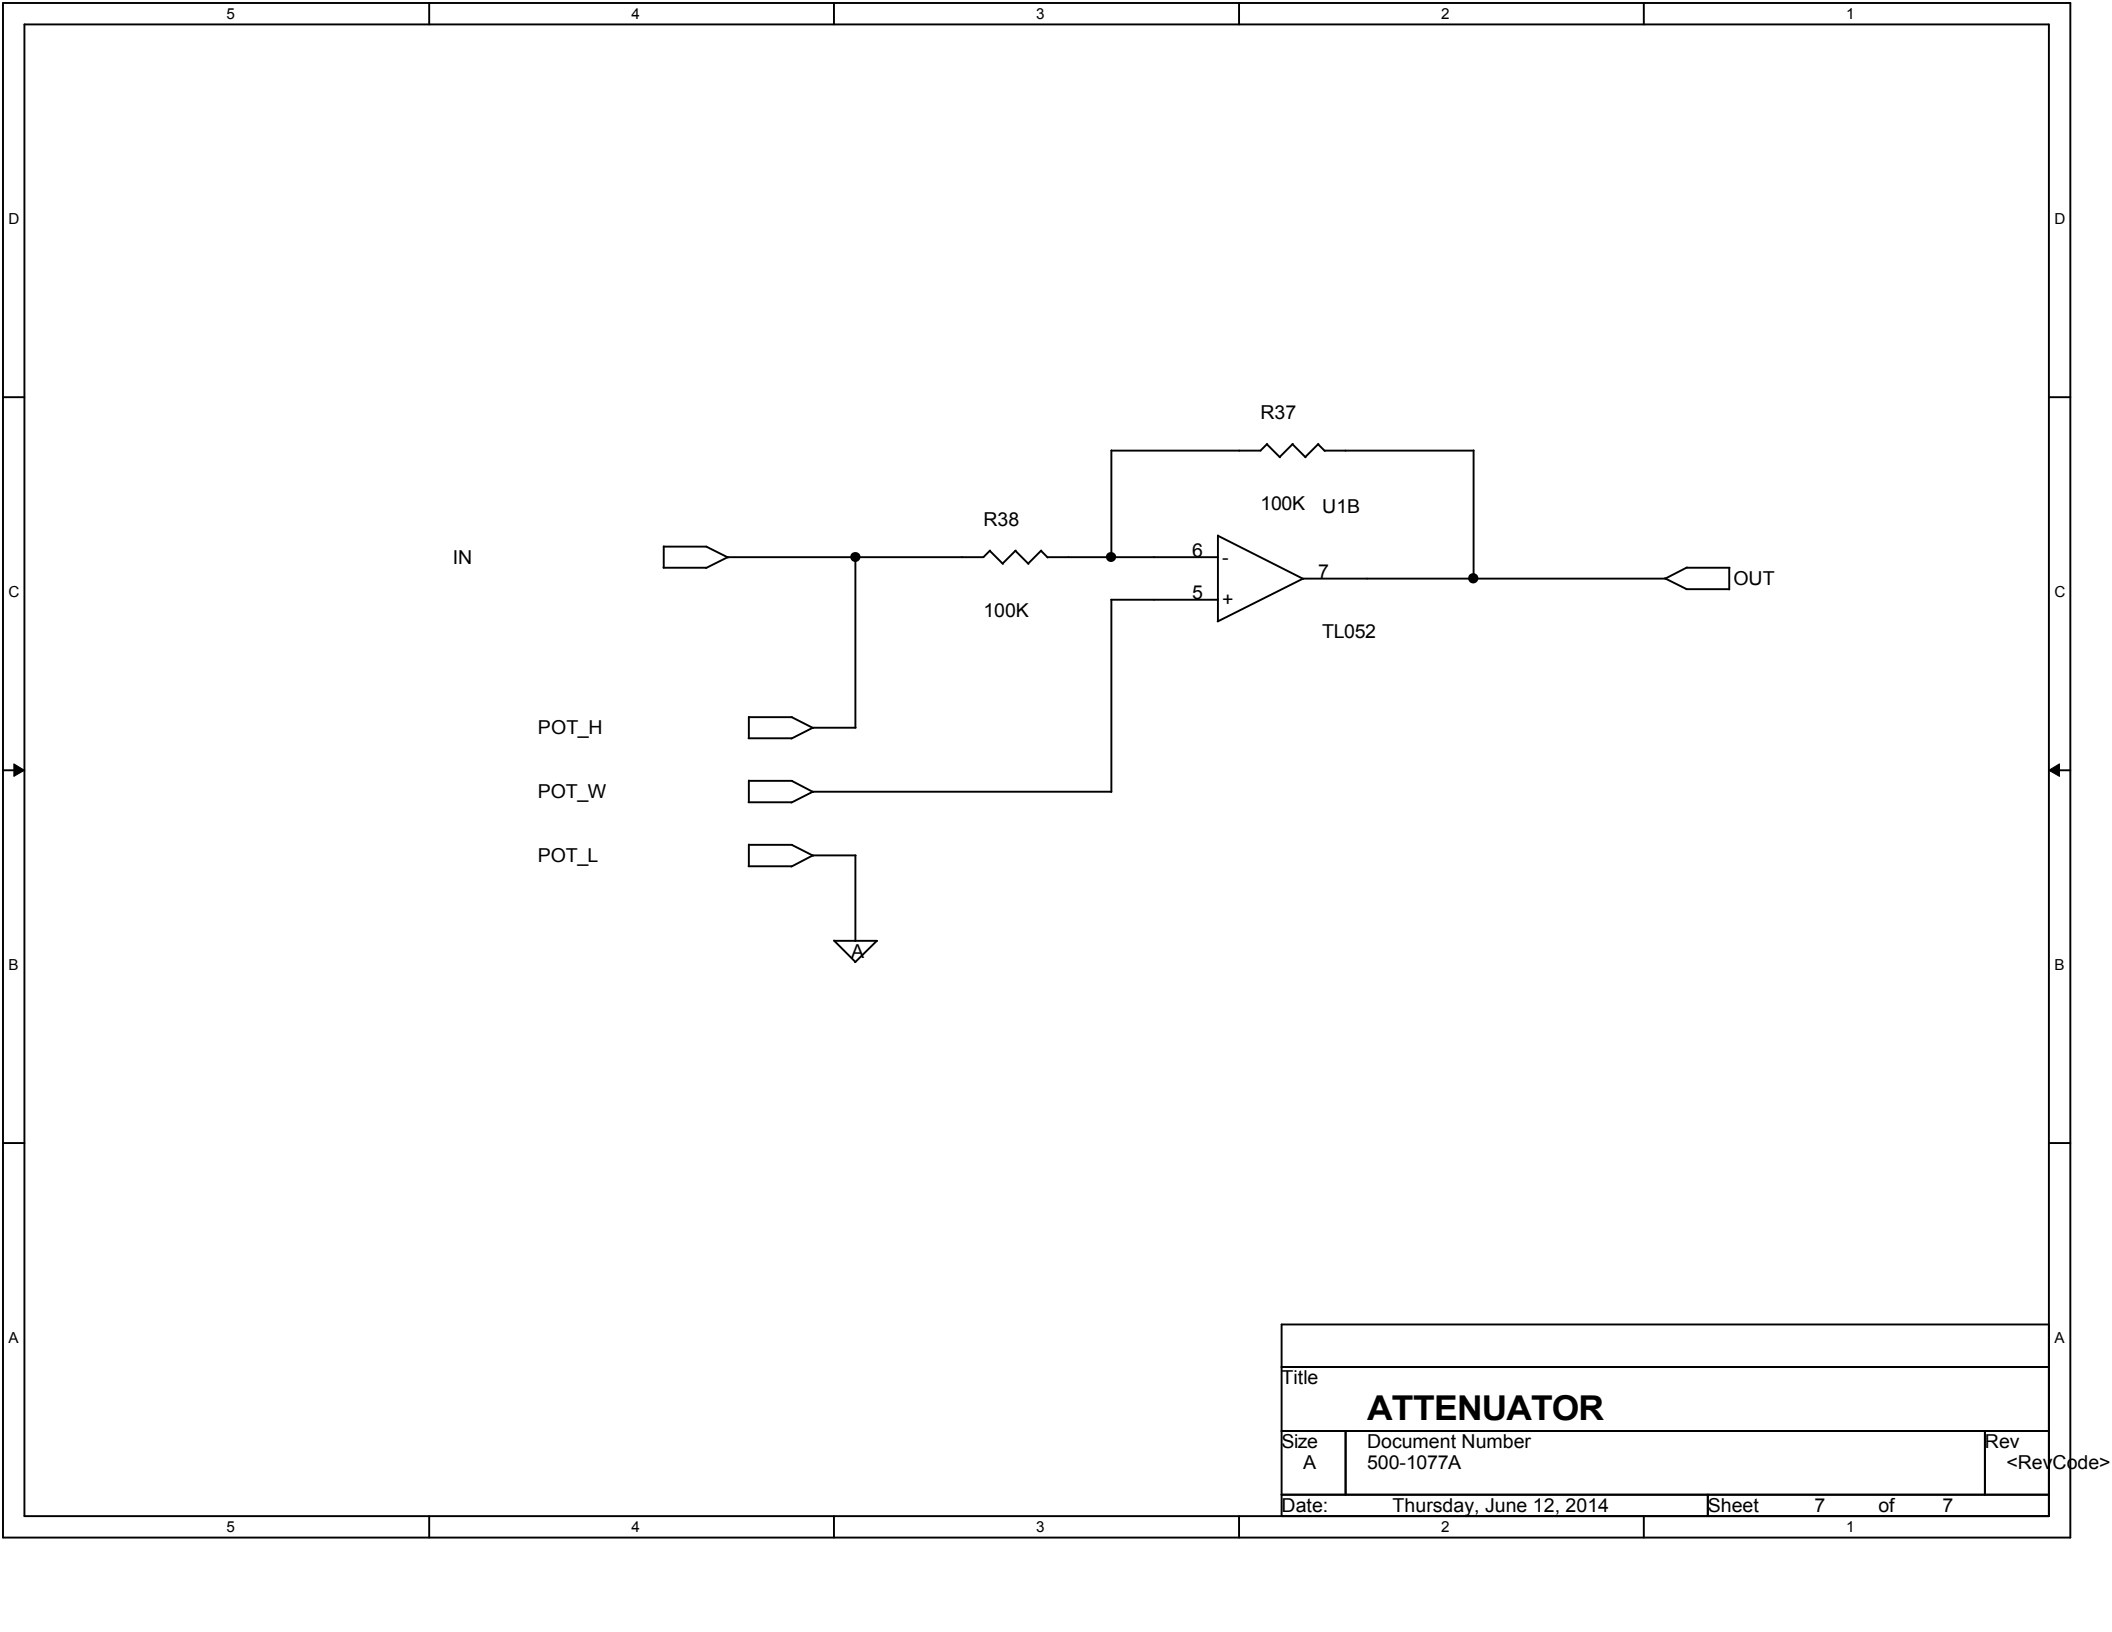 5 4 3 2 1
D D
R37
100K U1B
R38
IN
6 -
7
OUT
5 +
C C
100K
TL052
POT_H
POT_W
POT_L
A
B B
A A
Title
ATTENUATOR
Size Document Number Rev
A 500-1077A <RevCode>
Date: Thursday, June 12, 2014 Sheet 7 of 7
5 4 3 2 1